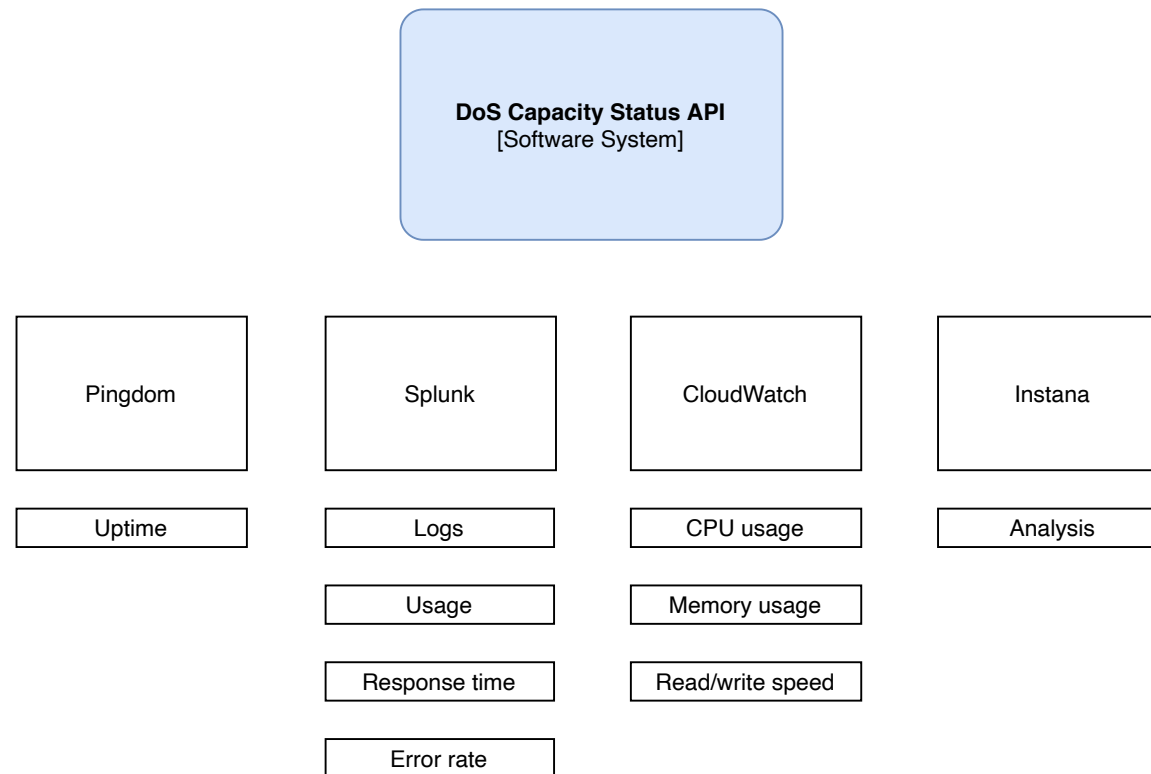 DoS Capacity Status API
[Software System]
Pingdom
Splunk
CloudWatch
Instana
Uptime
Logs
CPU usage
Analysis
Usage
Memory usage
Response time
Read/write speed
Error rate